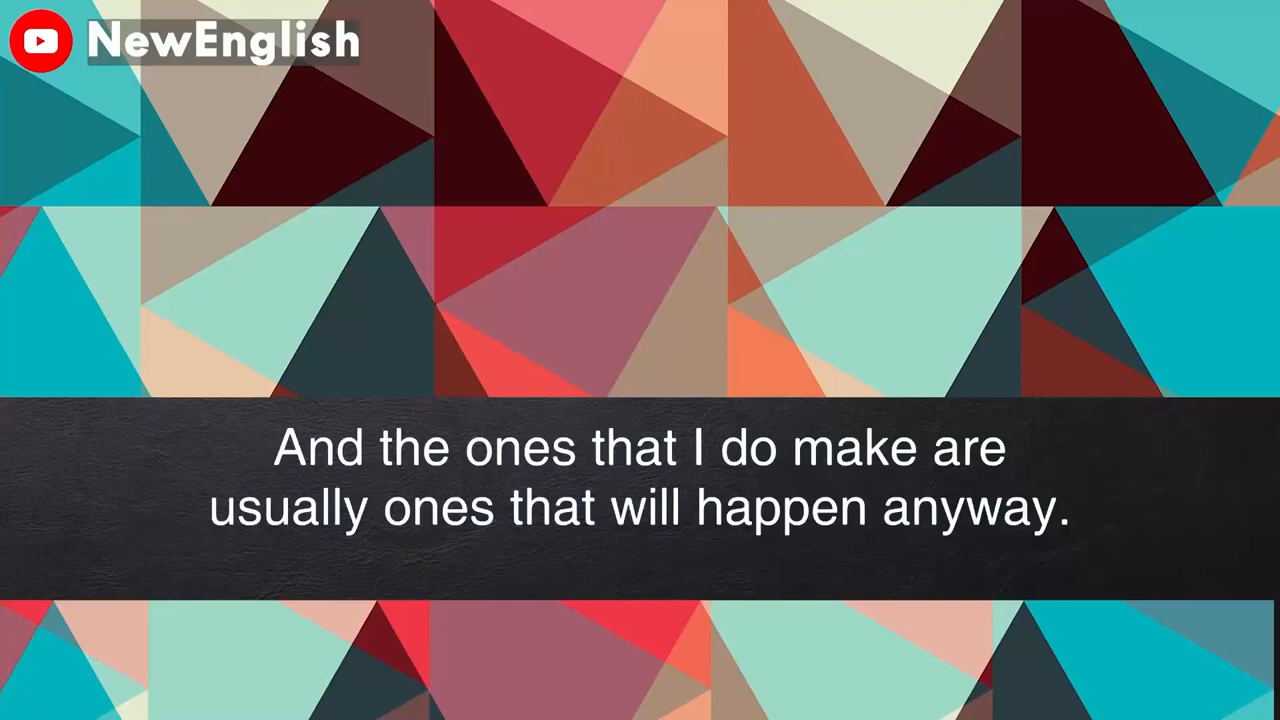 NewEnglish
And the ones that I do make are
usually ones that will happen anyway.